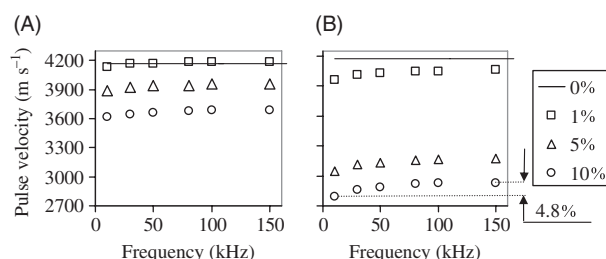 (A)
(B)
Pulse velocity (m s⁻¹)
4200
3900
3600
3300
3000
2700
0 50 100 150
0 50 100 150
Frequency (kHz)
Frequency (kHz)
0%
1%
5%
10%
4.8%